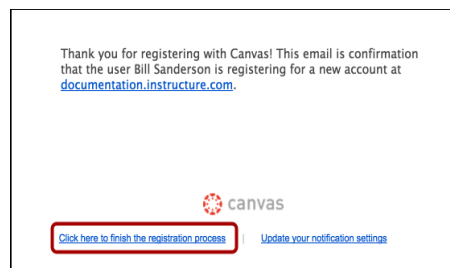 Thank you for registering with Canvas! This email is confirmation
that the user Bill Sanderson is registering for a new account at
documentation.instructure.com.
canvas
Click here to finish the registration process | Update your notification settings